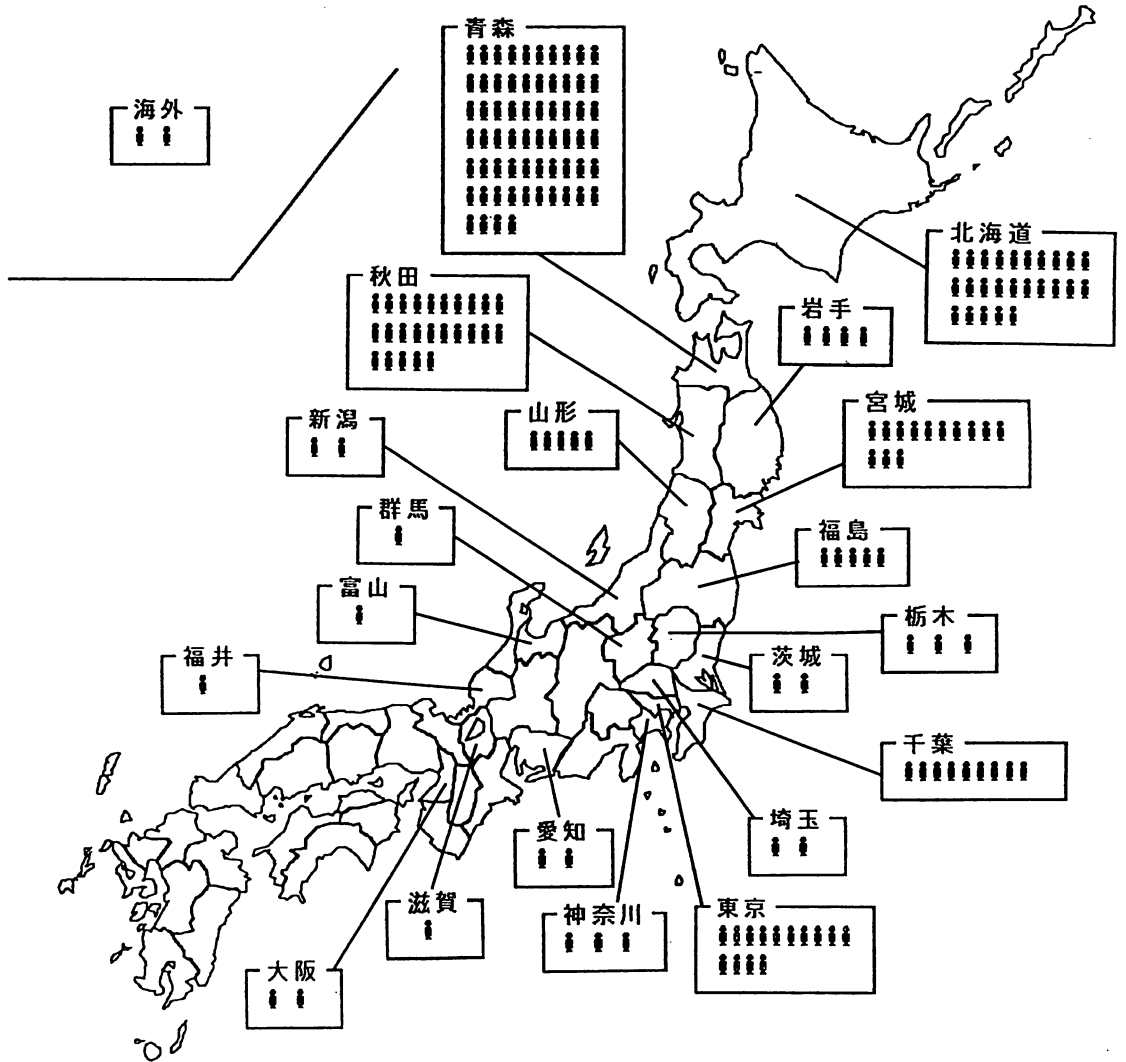 青森
海外
北海道
秋田
岩手
宮城
山形
新潟
群馬
福島
富山
栃木
福井
茨城
千葉
埼玉
愛知
滋賀
神奈川
東京
大阪